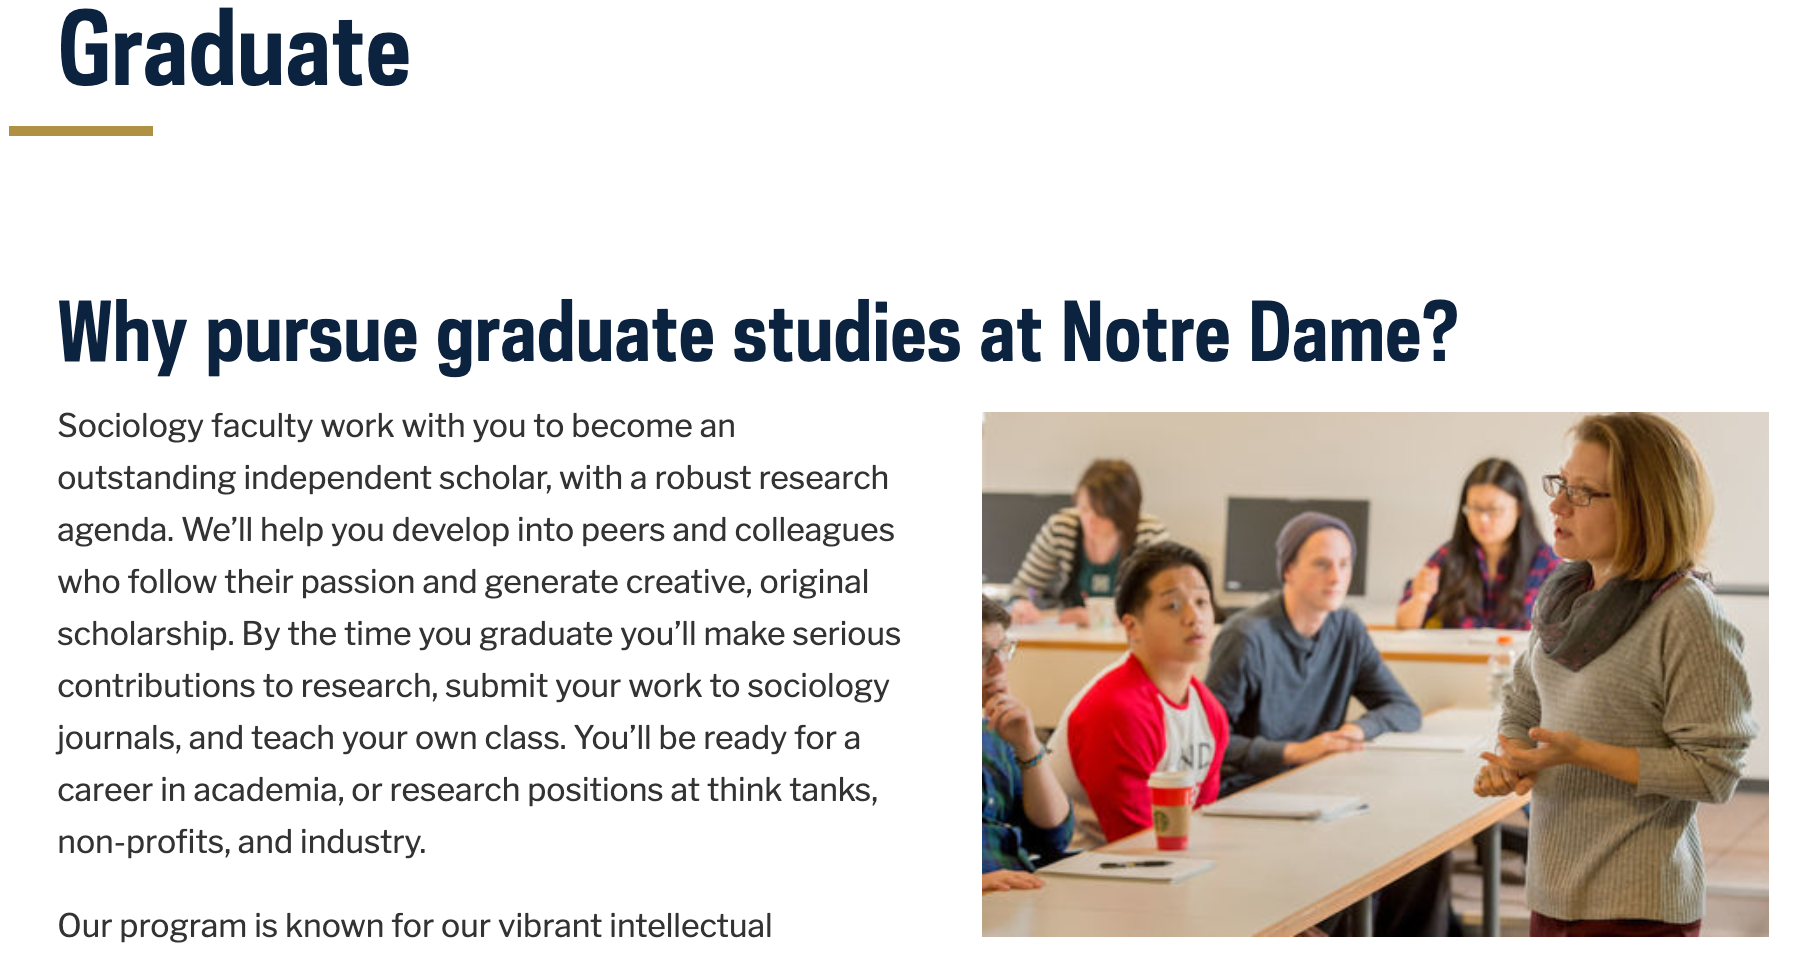 Graduate
Why pursue graduate studies at Notre Dame?
Sociology faculty work with you to become an
outstanding independent scholar, with a robust research
agenda. We’ll help you develop into peers and colleagues
who follow their passion and generate creative, original
scholarship. By the time you graduate you’ll make serious
contributions to research, submit your work to sociology
journals, and teach your own class. You’ll be ready for a
career in academia, or research positions at think tanks,
non-profits, and industry.
Our program is known for our vibrant intellectual